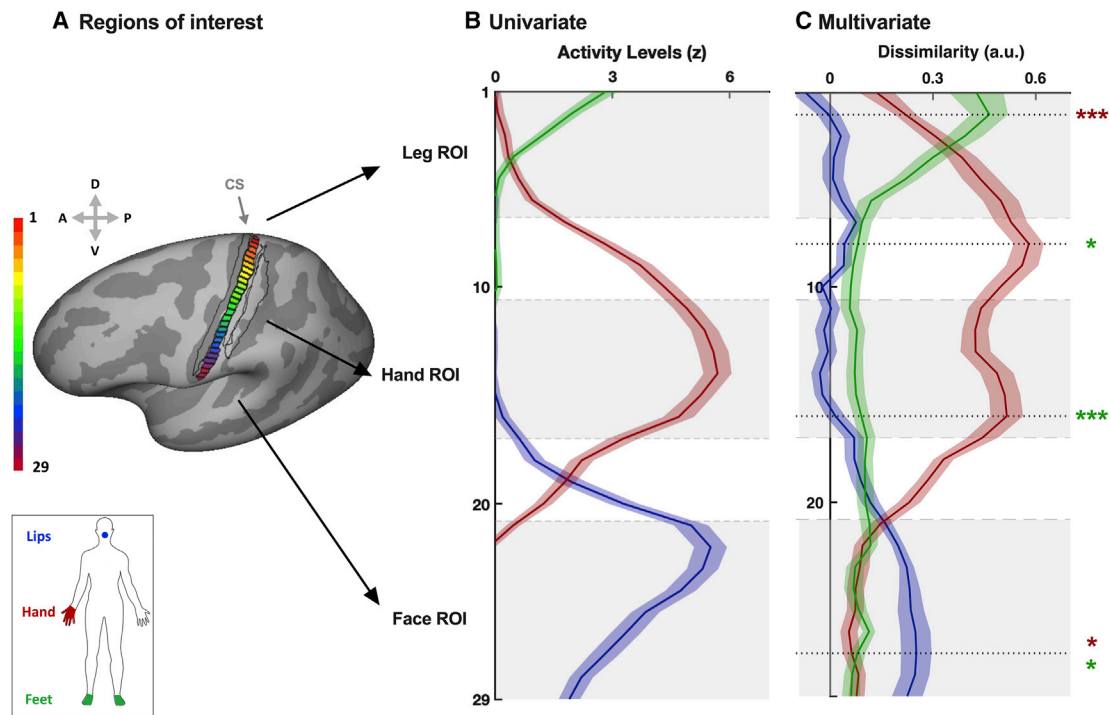 A Regions of interest
B Univariate
C Multivariate
Activity Levels (z)
Dissimilarity (a.u.)
0 3 6
0 0.3 0.6
1
***
Leg ROI
D
A P
V
CS
1
*
10
10
Hand ROI
***
29
20
20
Lips
Hand
Feet
Face ROI
*
*
29